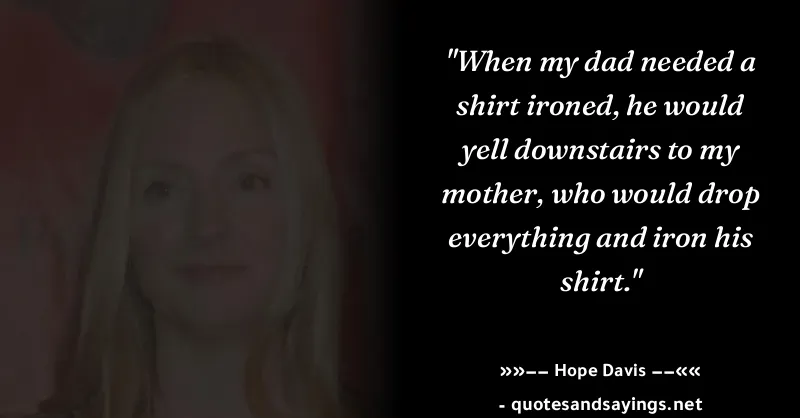 "When my dad needed a
shirt ironed, he would
yell downstairs to my
mother, who would drop
everything and iron his
shirt."
»»—— Hope Davis ——««
- quotesandsayings.net